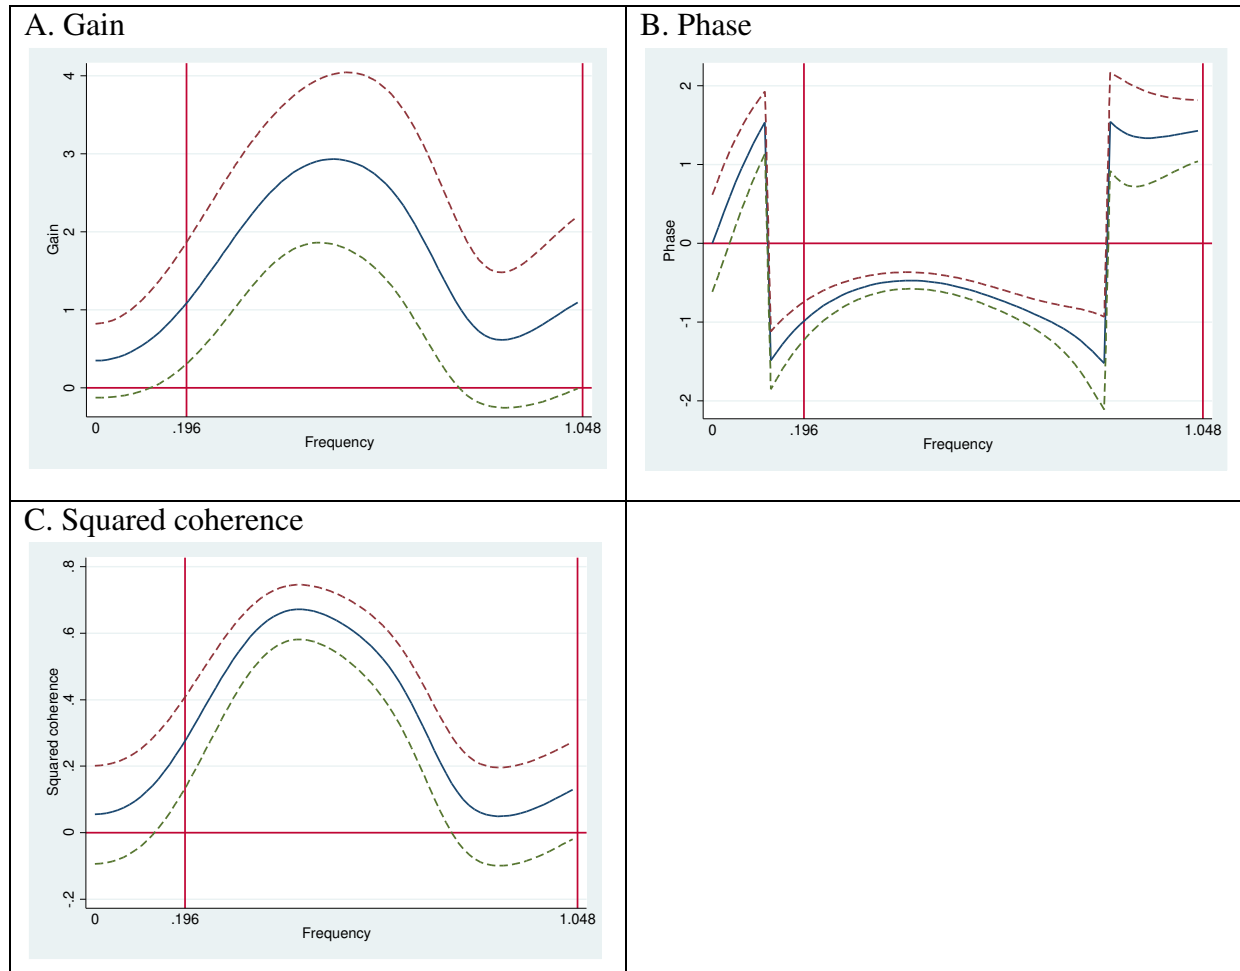 A. Gain
Gain
4
3
2
1
0
0 .196 1.048
Frequency
B. Phase
Phase
2
1
0
-1
-2
0 .196 1.048
Frequency
C. Squared coherence
Squared coherence
.8
.6
.4
.2
0
-.2
0 .196 1.048
Frequency